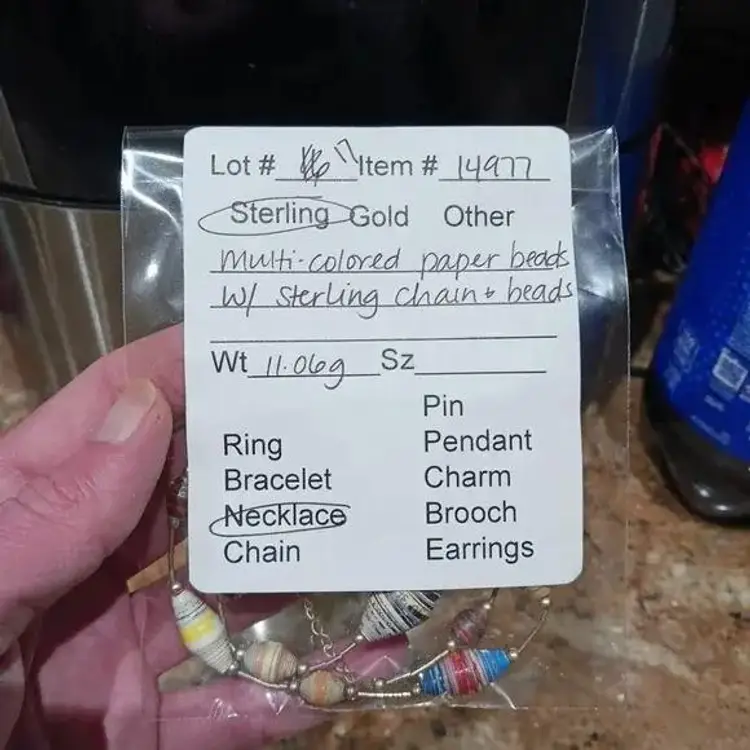 Lot # 17 Item # 14977
Sterling Gold Other
Multi-colored paper beads
W/ Sterling chain & beads
Wt 11.06g Sz
Pin
Ring Pendant
Bracelet Charm
Necklace Brooch
Chain Earrings